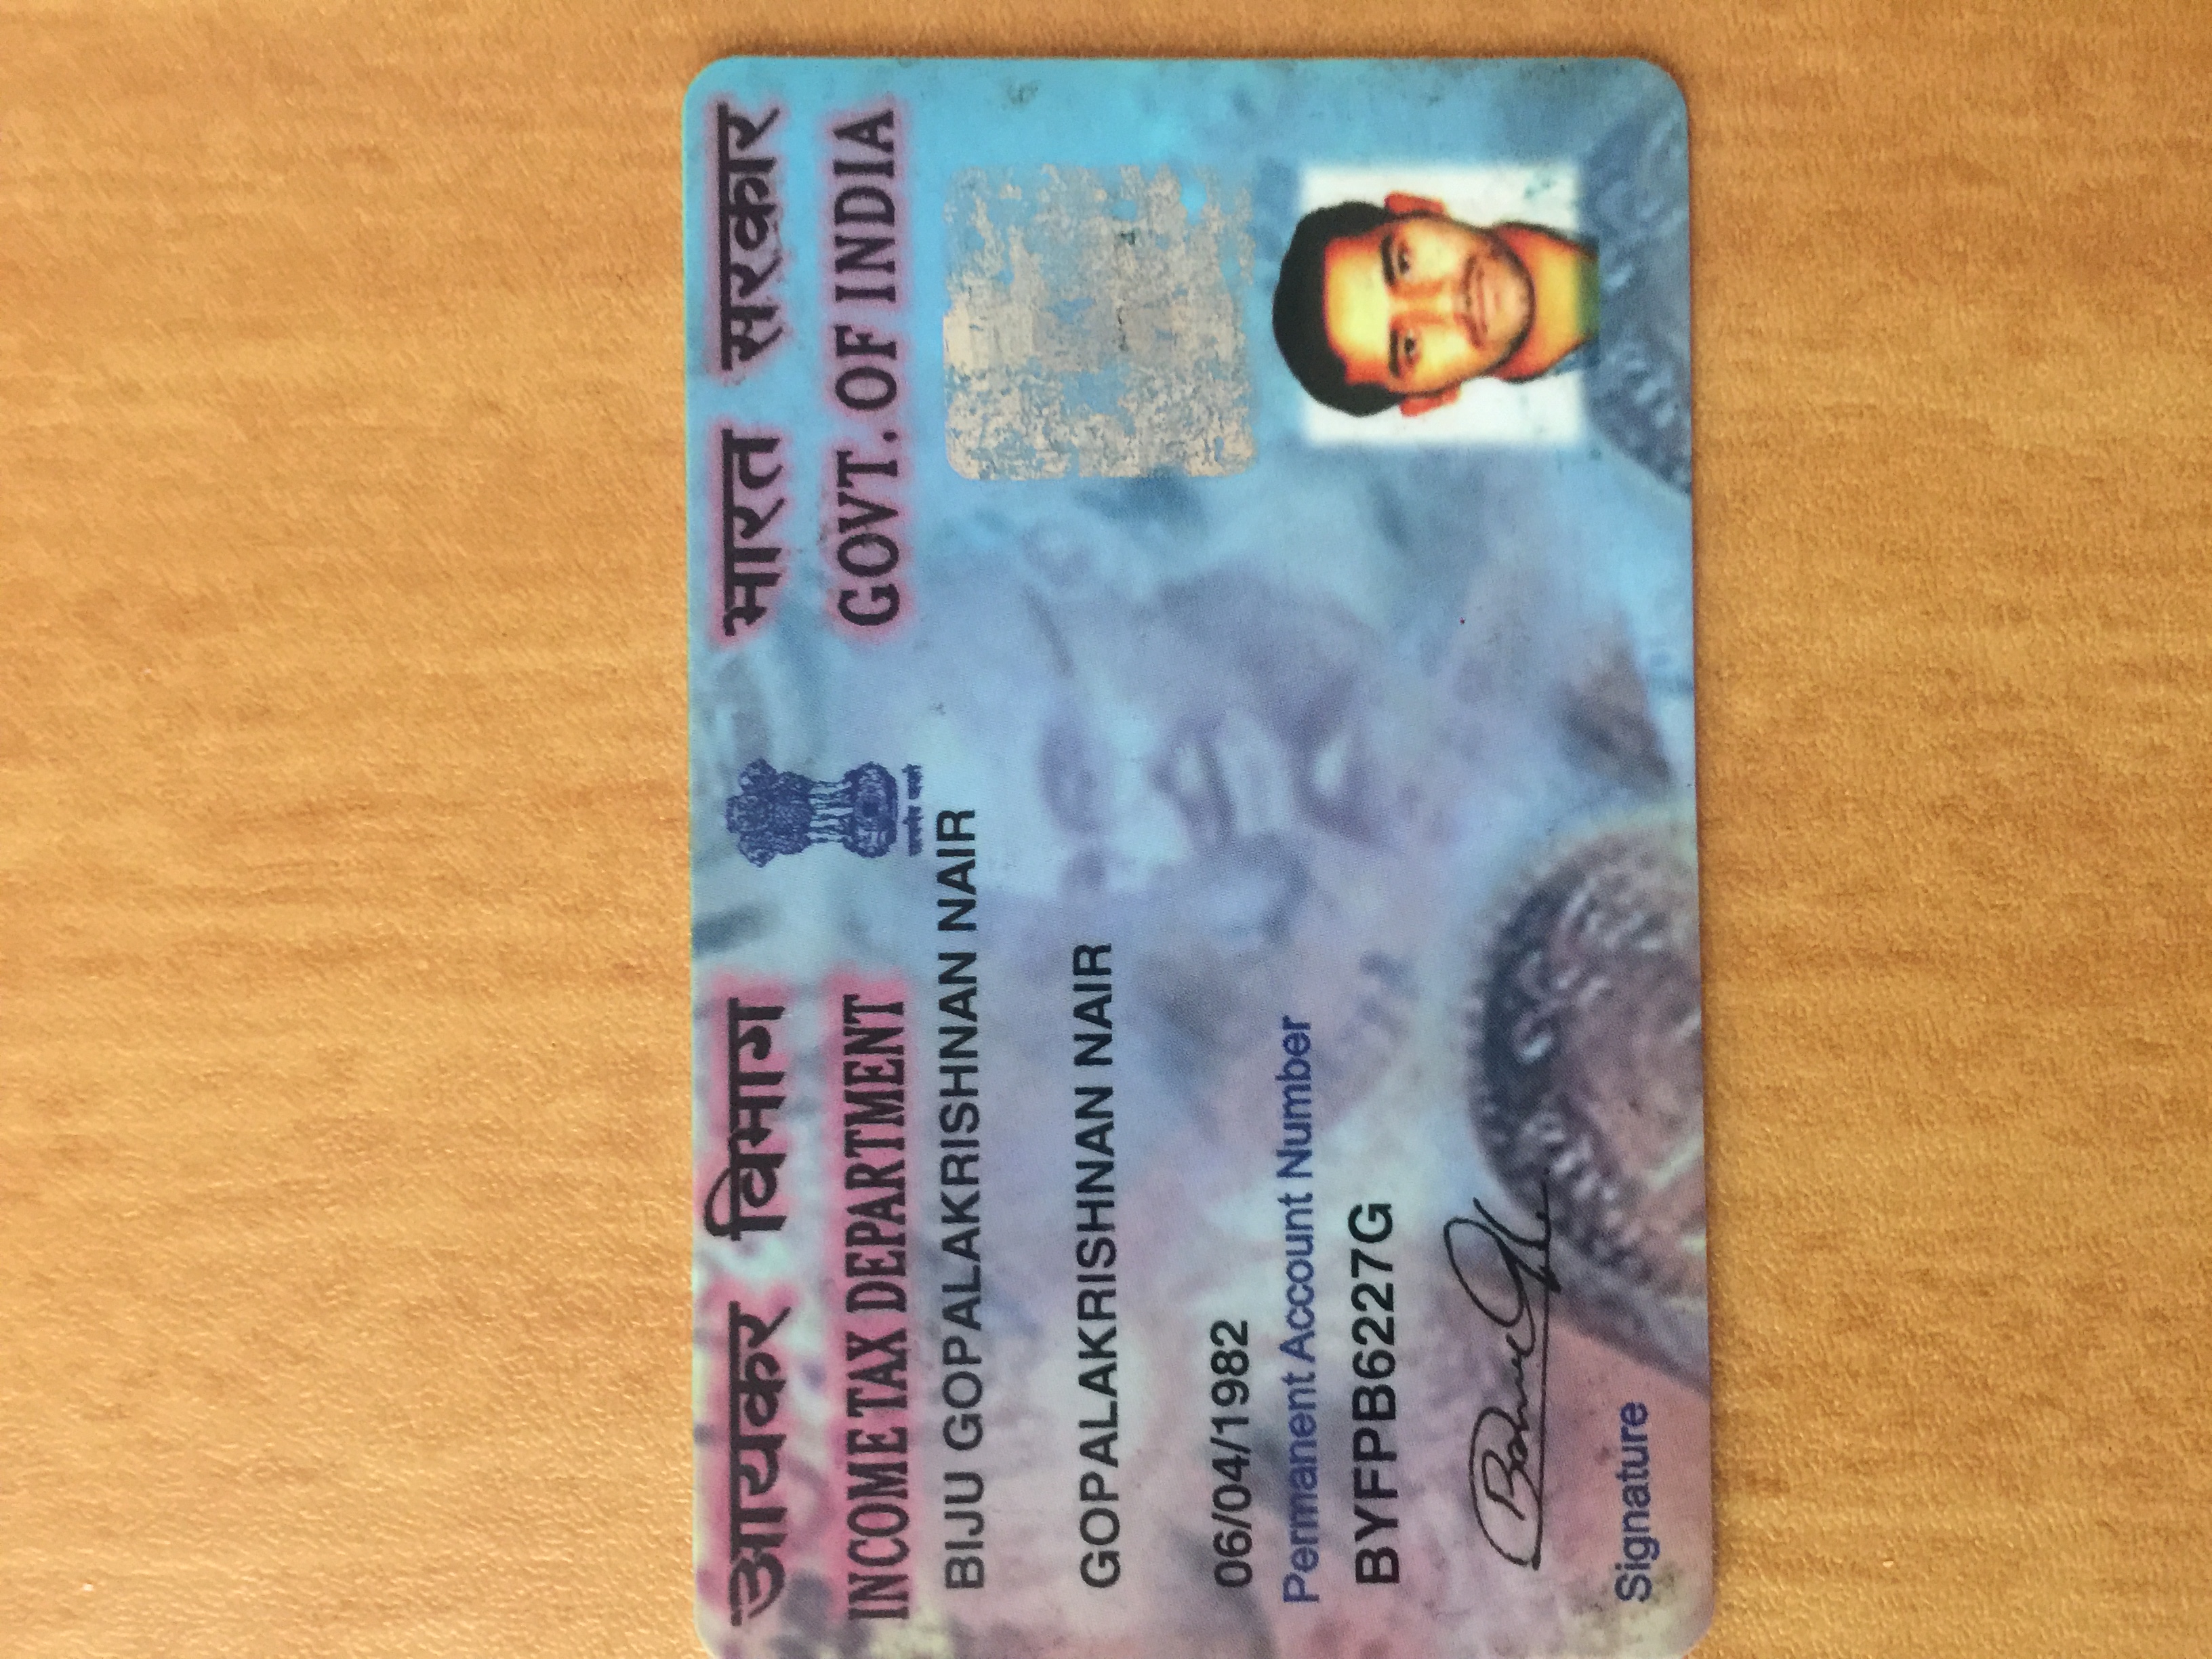 आयकर विभाग
भारत सरकार
INCOME TAX DEPARTMENT
GOVT. OF INDIA
सत्यमेव जयते
BIJU GOPALAKRISHNAN NAIR
GOPALAKRISHNAN NAIR
06/04/1982
Permanent Account Number
BYFPB6227G
Signature